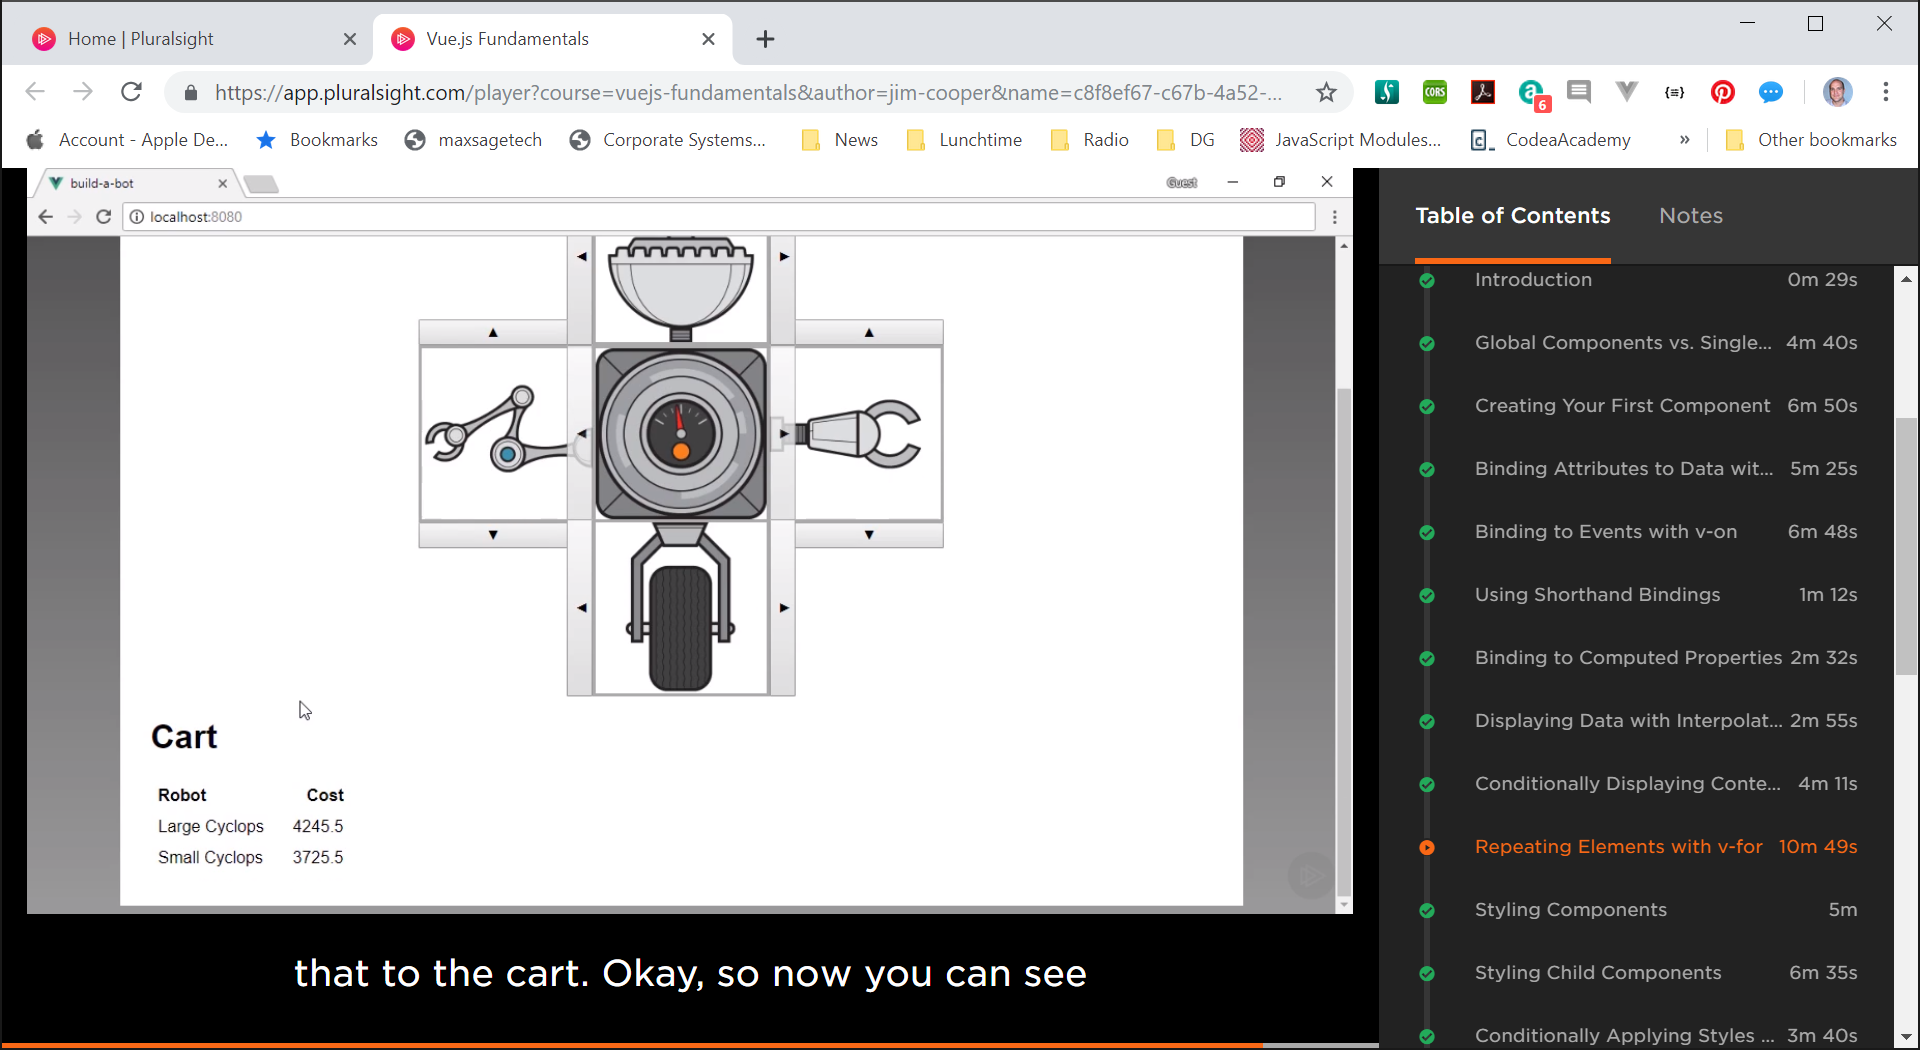 Home | Pluralsight
Vue.js Fundamentals
https://app.pluralsight.com/player?course=vuejs-fundamentals&author=jim-cooper&name=c8f8ef67-c67b-4a52-...
CORS
6
{≡}
Account - Apple De...
Bookmarks
maxsagetech
Corporate Systems...
News
Lunchtime
Radio
DG
JavaScript Modules...
CodeaAcademy
»
Other bookmarks
build-a-bot
Guest
localhost:8080
Cart
Robot Cost
Large Cyclops 4245.5
Small Cyclops 3725.5
that to the cart. Okay, so now you can see
Table of Contents
Notes
Introduction 0m 29s
Global Components vs. Single... 4m 40s
Creating Your First Component 6m 50s
Binding Attributes to Data wit... 5m 25s
Binding to Events with v-on 6m 48s
Using Shorthand Bindings 1m 12s
Binding to Computed Properties 2m 32s
Displaying Data with Interpolat... 2m 55s
Conditionally Displaying Conte... 4m 11s
Repeating Elements with v-for 10m 49s
Styling Components 5m
Styling Child Components 6m 35s
Conditionally Applying Styles ... 3m 40s